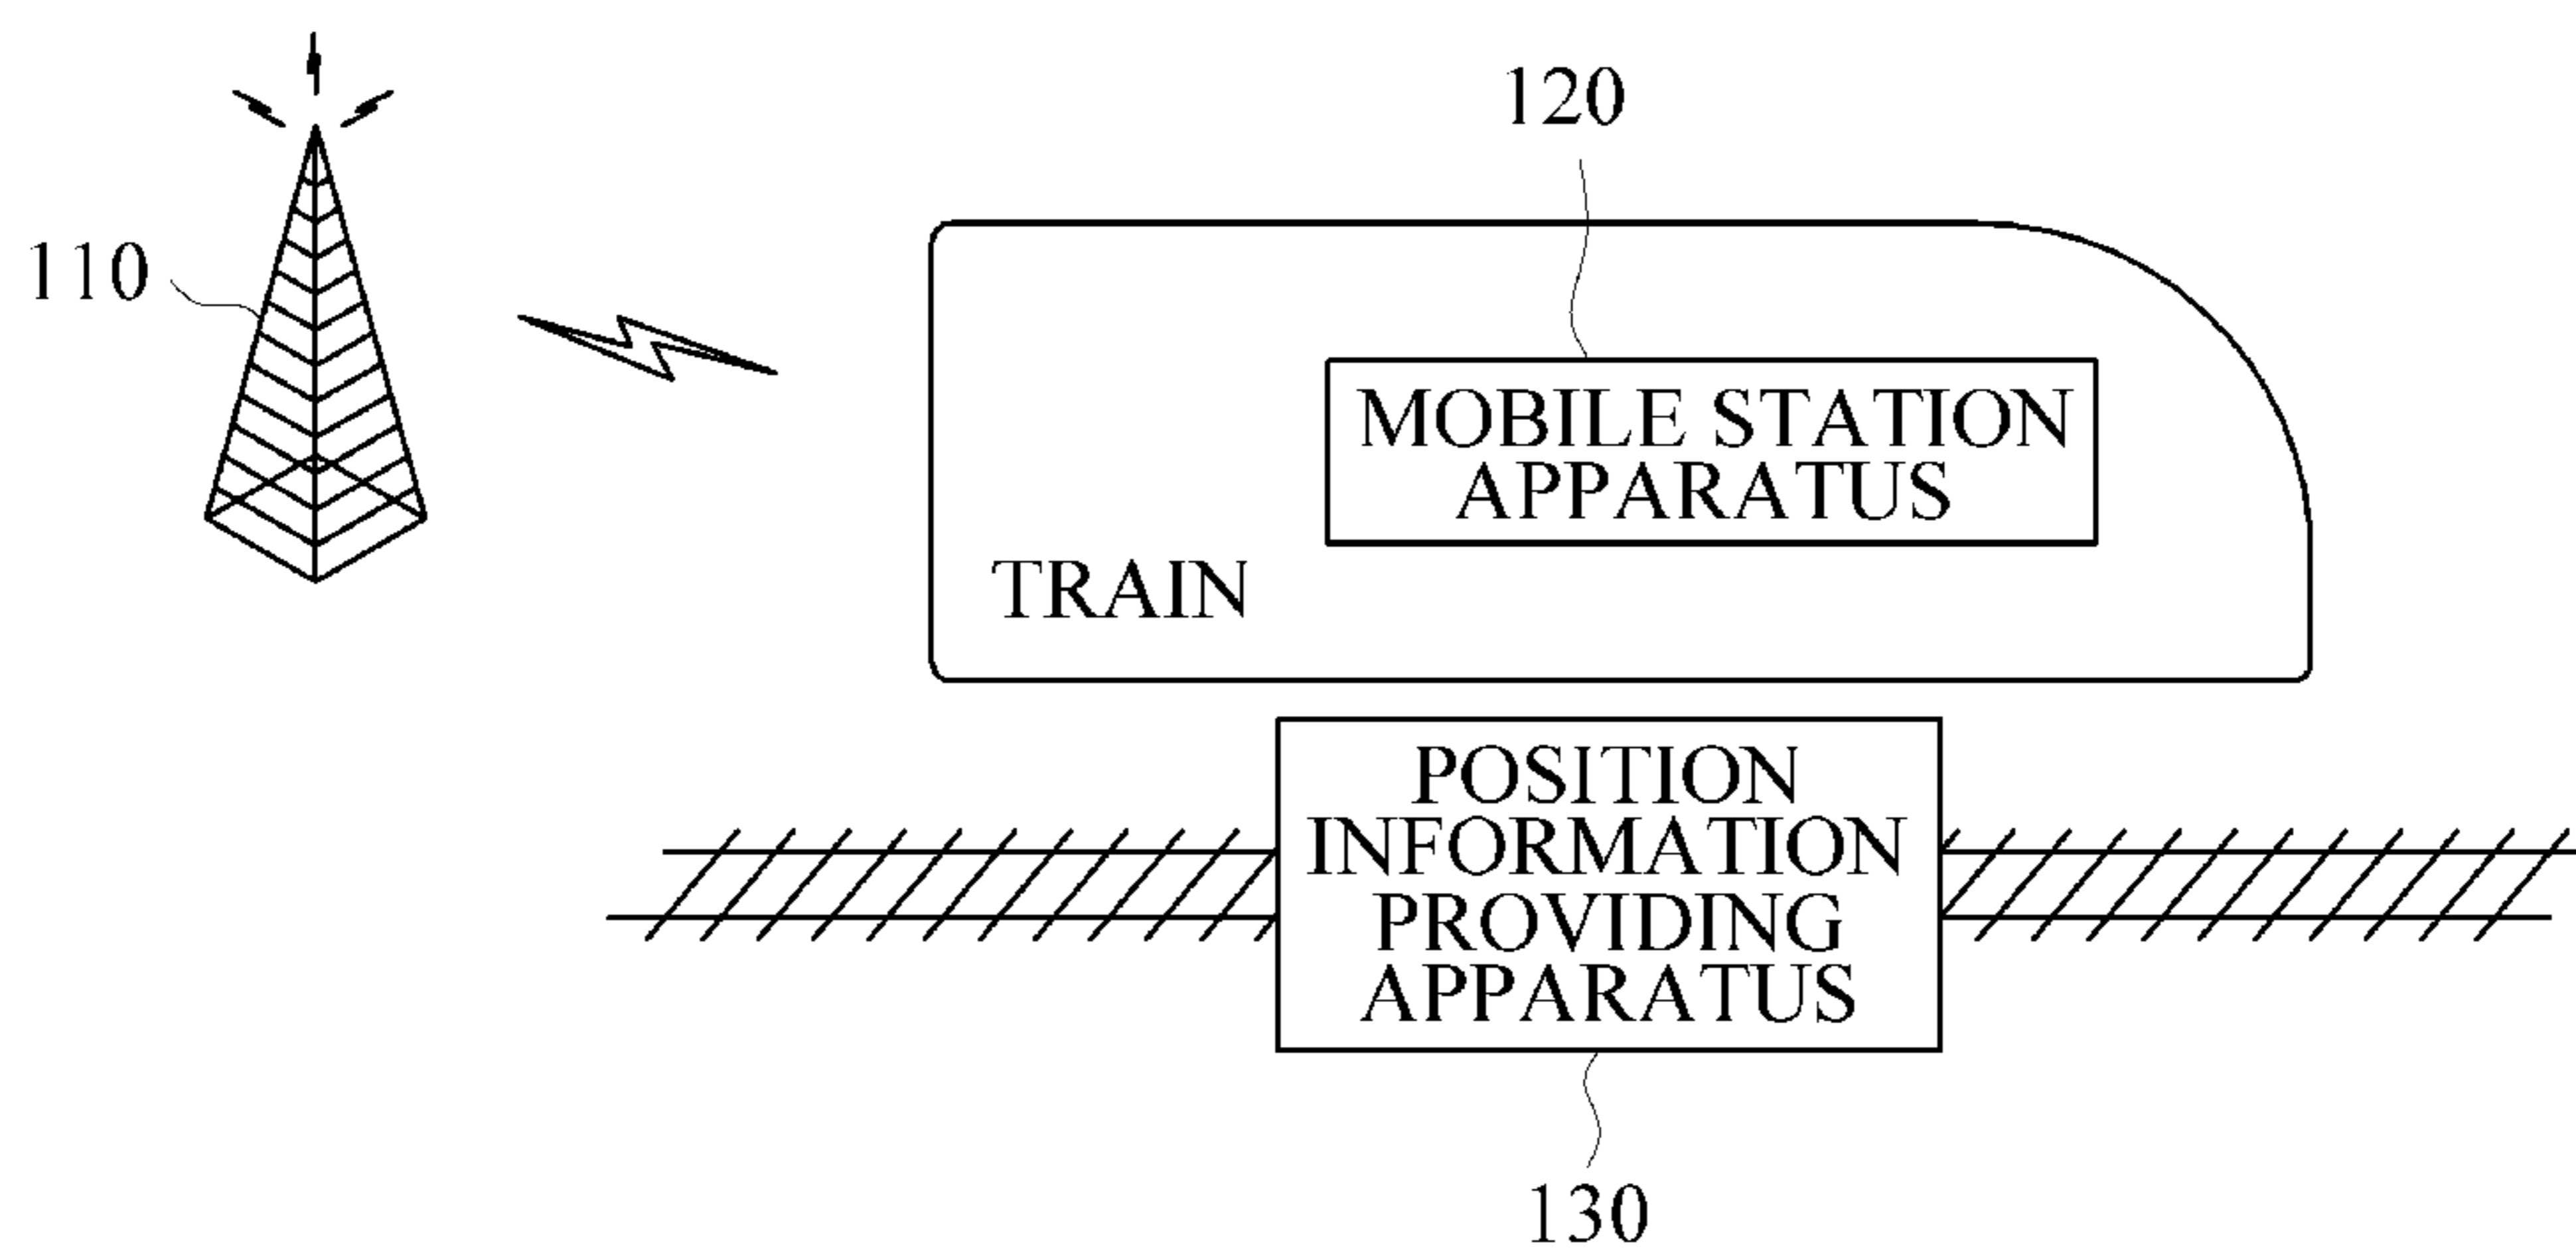 120
110
MOBILE STATION
APPARATUS
TRAIN
POSITION
INFORMATION
PROVIDING
APPARATUS
130